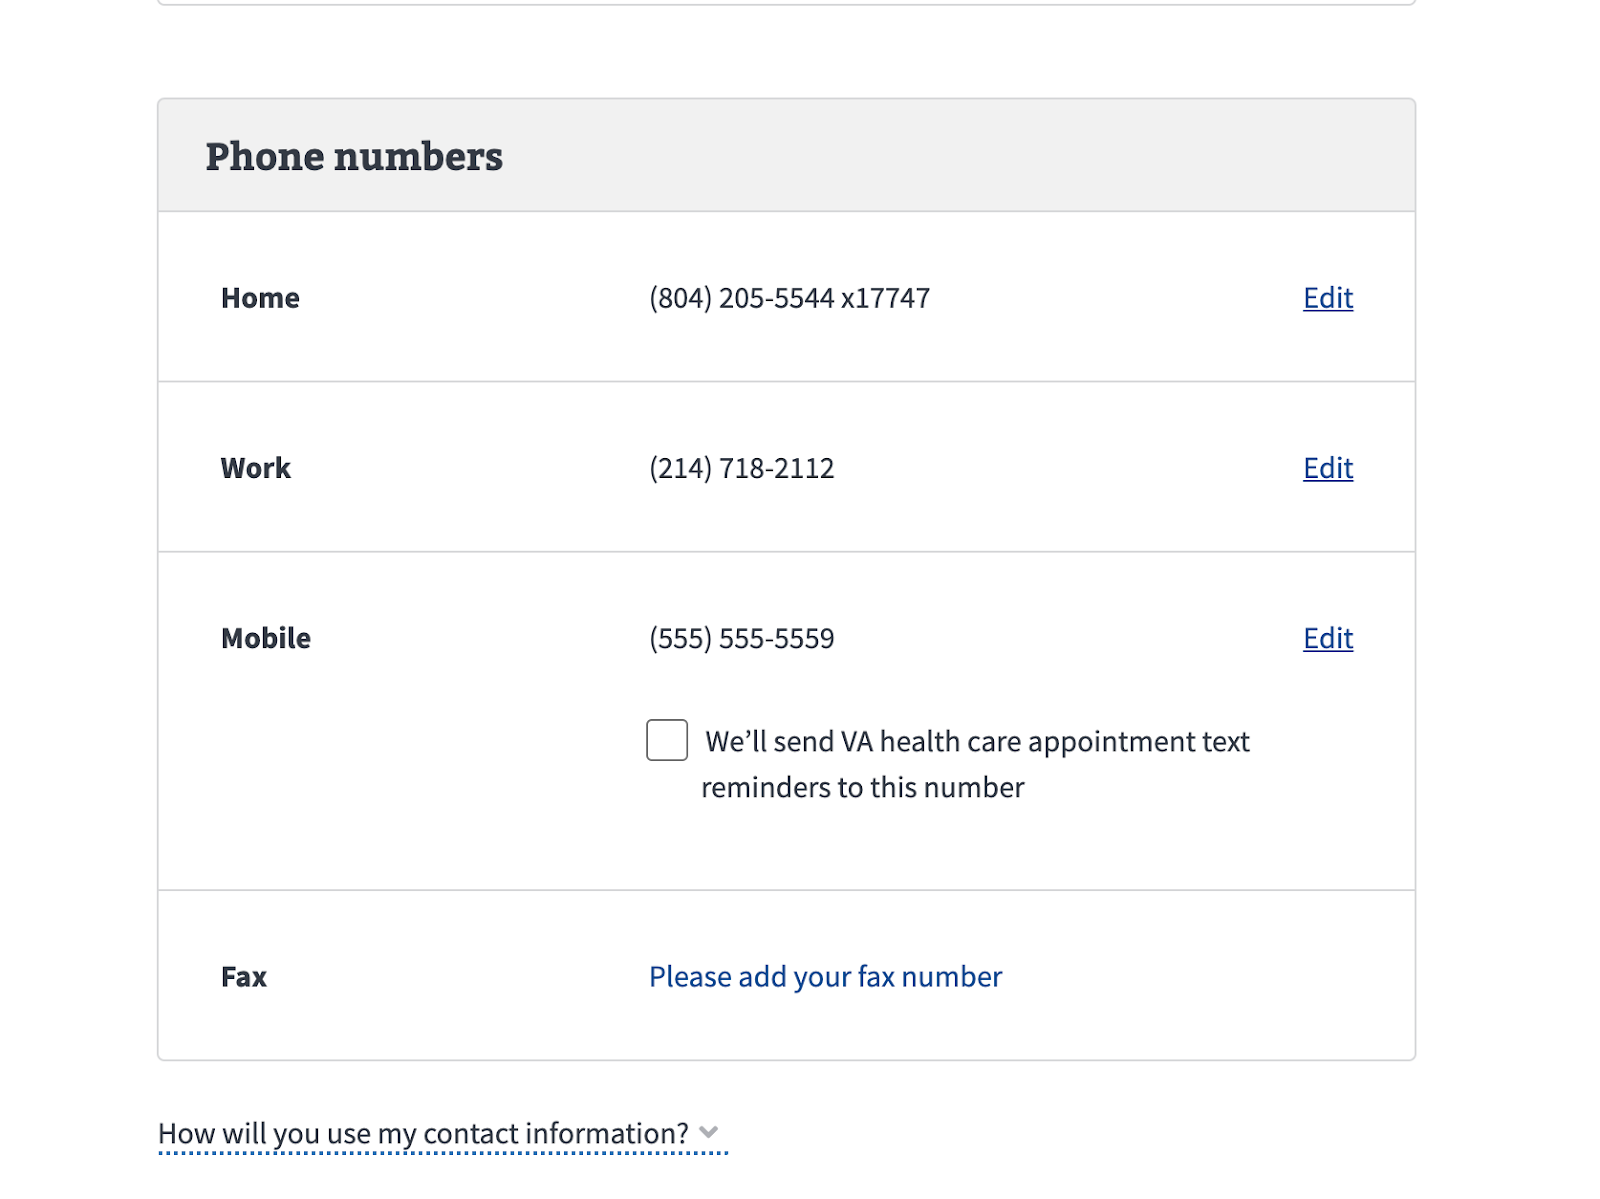 Phone numbers
Home (804) 205-5544 x17747 Edit
Work (214) 718-2112 Edit
Mobile (555) 555-5559 Edit
We’ll send VA health care appointment text
reminders to this number
Fax Please add your fax number
How will you use my contact information?